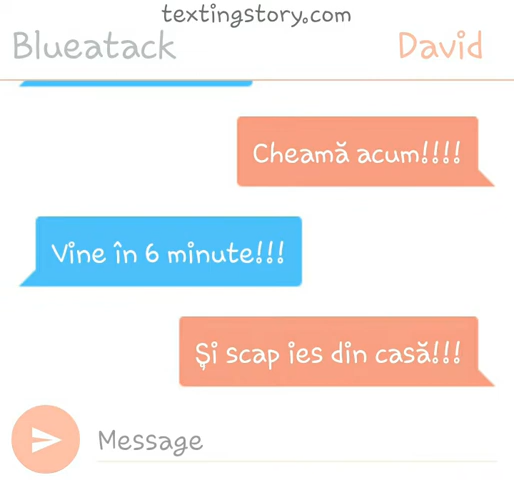 textingstory.com
Blueatack
David
Cheamă acum!!!!
Vine în 6 minute!!!
Și scap ies din casă!!!
Message